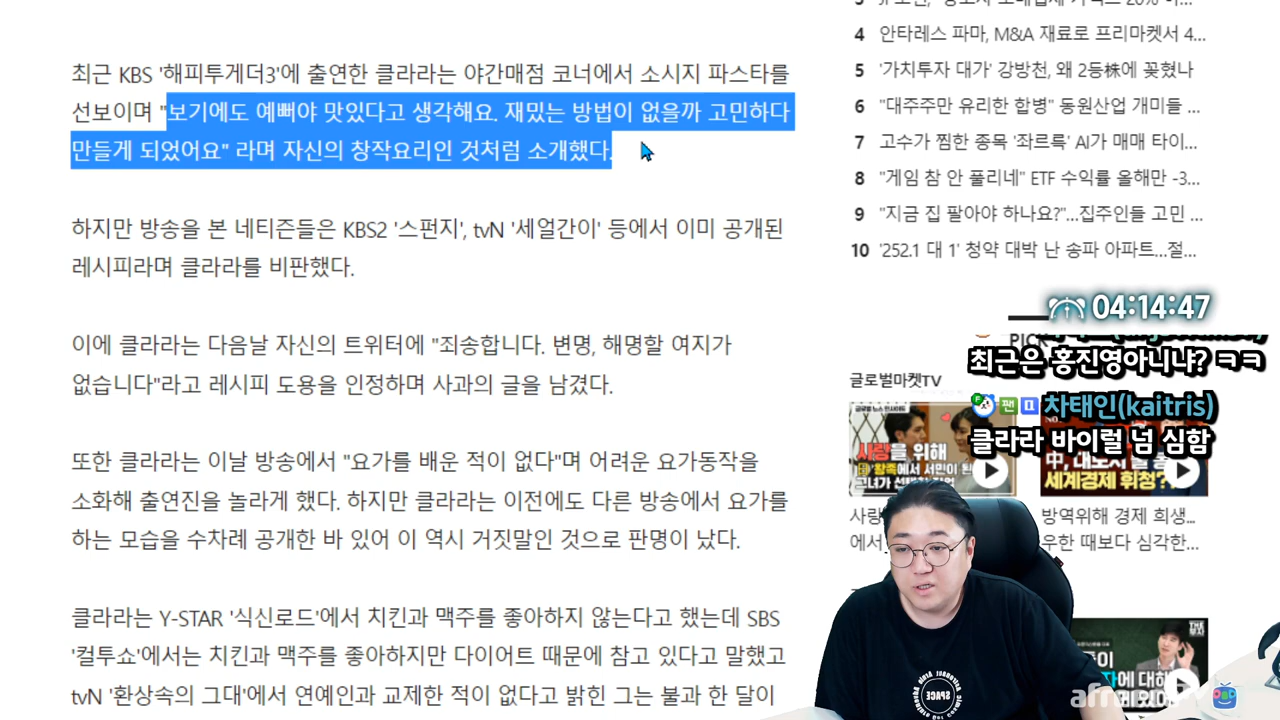 최근 KBS '해피투게더3'에 출연한 클라라는 야간매점 코너에서 소시지 파스타를
선보이며 "보기에도 예뻐야 맛있다고 생각해요. 재밌는 방법이 없을까 고민하다
만들게 되었어요" 라며 자신의 창작요리인 것처럼 소개했다.
하지만 방송을 본 네티즌들은 KBS2 '스펀지', tvN '세얼간이' 등에서 이미 공개된
레시피라며 클라라를 비판했다.
이에 클라라는 다음날 자신의 트위터에 "죄송합니다. 변명, 해명할 여지가
없습니다"라고 레시피 도용을 인정하며 사과의 글을 남겼다.
또한 클라라는 이날 방송에서 "요가를 배운 적이 없다"며 어려운 요가동작을
소화해 출연진을 놀라게 했다. 하지만 클라라는 이전에도 다른 방송에서 요가를
하는 모습을 수차례 공개한 바 있어 이 역시 거짓말인 것으로 판명이 났다.
클라라는 Y-STAR '식신로드'에서 치킨과 맥주를 좋아하지 않는다고 했는데 SBS
'컬투쇼'에서는 치킨과 맥주를 좋아하지만 다이어트 때문에 참고 있다고 말했고
tvN '환상속의 그대'에서 연예인과 교제한 적이 없다고 밝힌 그는 불과 한 달이
4 안타레스 파마, M&A 재료로 프리마켓서 4...
5 '가치투자 대가' 강방천, 왜 2등株에 꽂혔나
6 "대주주만 유리한 합병" 동원산업 개미들 ...
7 고수가 찜한 종목 '좌르륵' AI가 매매 타이...
8 "게임 참 안 풀리네" ETF 수익률 올해만 -3...
9 "지금 집 팔아야 하나요?"...집주인들 고민 ...
10 '252.1 대 1' 청약 대박 난 송파 아파트...절...
04:14:47
PICK
최근은 홍진영아니냐? ㅋㅋ
글로벌마켓TV
팬 차태인(kaitris)
클라라 바이럴 넘 심함
사랑을 위해
세계경제 휘청?
사랑
방역위해 경제 희생...
에서
우한 때보다 심각한...
SPACE